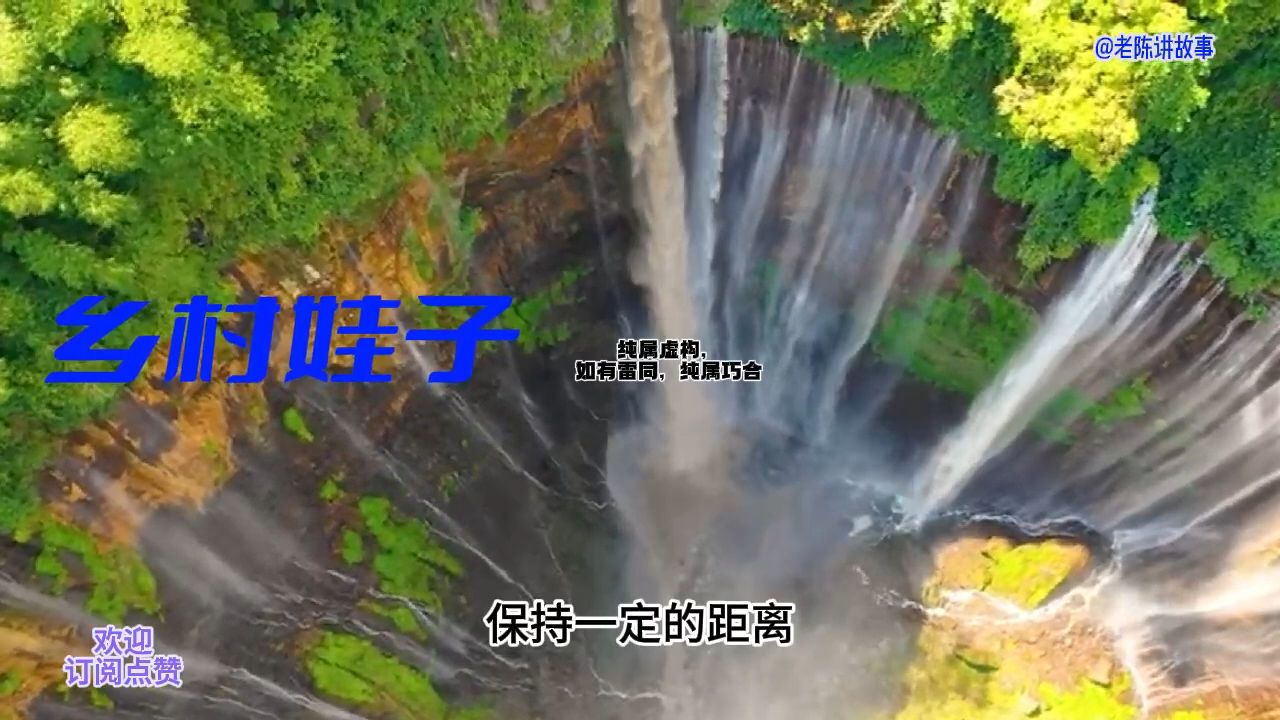 @老陈讲故事
乡村娃子
纯属虚构，
如有雷同，纯属巧合
保持一定的距离
欢迎
订阅点赞